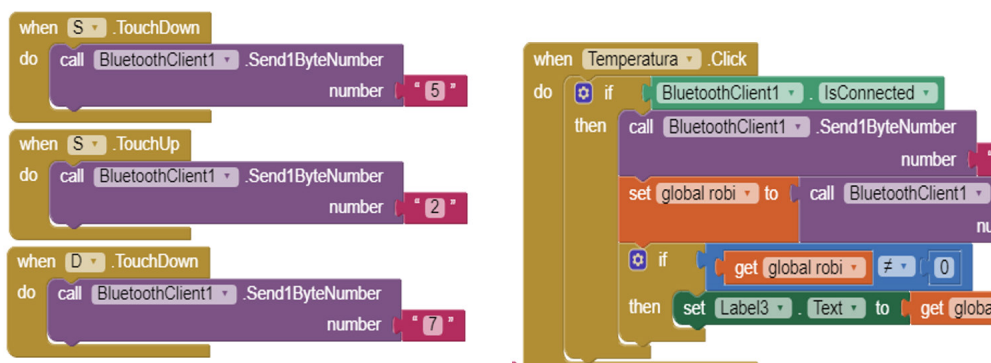 when S .TouchDown
do call BluetoothClient1 .Send1ByteNumber
number " 5 "
when S .TouchUp
do call BluetoothClient1 .Send1ByteNumber
number " 2 "
when D .TouchDown
do call BluetoothClient1 .Send1ByteNumber
number " 7 "
when Temperatura .Click
do if BluetoothClient1 . IsConnected
then call BluetoothClient1 .Send1ByteNumber
number "
set global robi to call BluetoothClient1
if get global robi ≠ 0
then set Label3 . Text to get